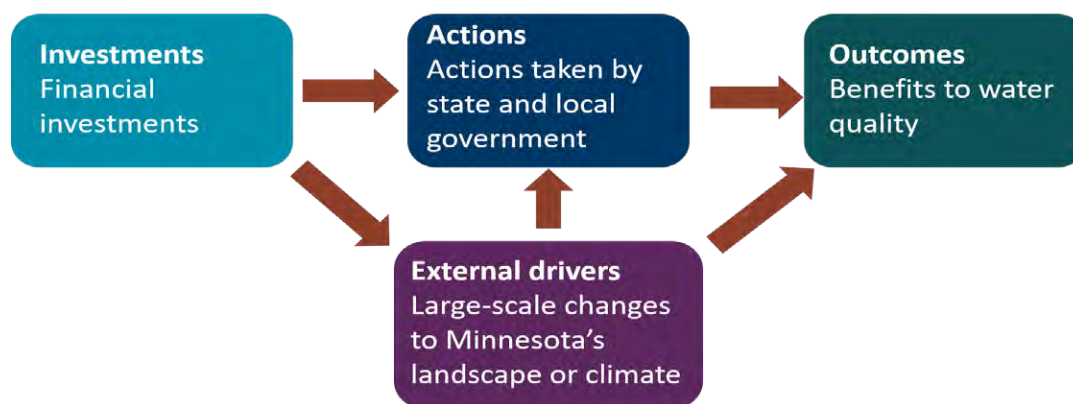 Investments
Financial
investments
Actions
Actions taken by
state and local
government
Outcomes
Benefits to water
quality
External drivers
Large-scale changes
to Minnesota's
landscape or climate